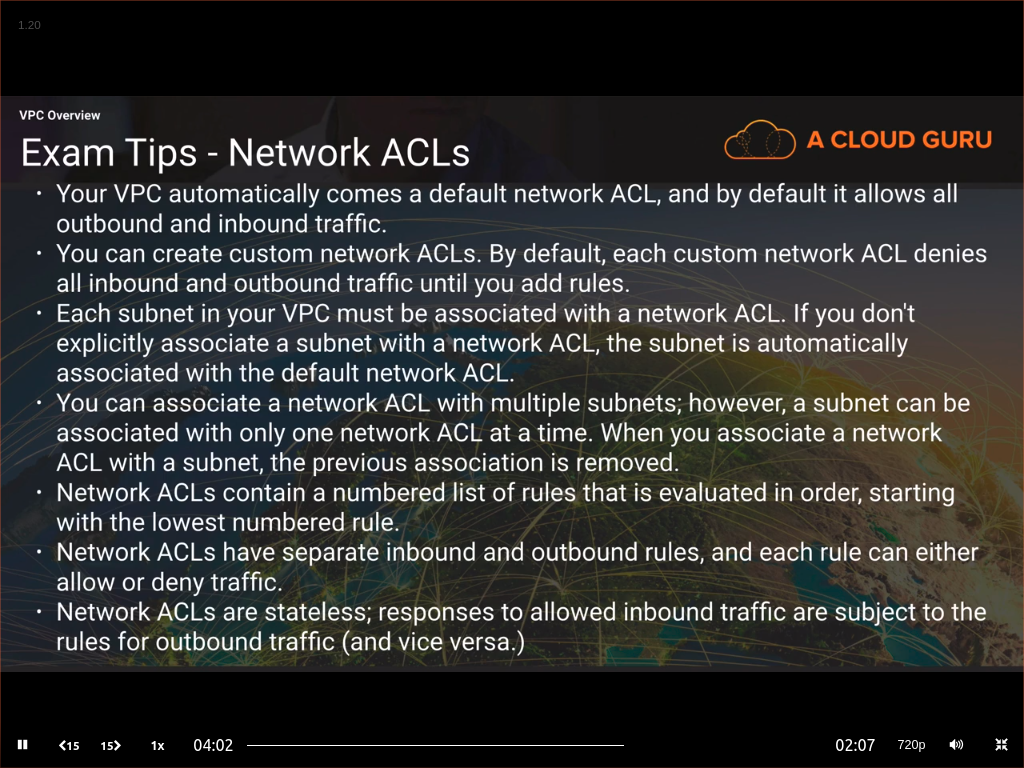 1.20
VPC Overview
Exam Tips - Network ACLs
A CLOUD GURU
• Your VPC automatically comes a default network ACL, and by default it allows all
outbound and inbound traffic.
• You can create custom network ACLs. By default, each custom network ACL denies
all inbound and outbound traffic until you add rules.
• Each subnet in your VPC must be associated with a network ACL. If you don't
explicitly associate a subnet with a network ACL, the subnet is automatically
associated with the default network ACL.
• You can associate a network ACL with multiple subnets; however, a subnet can be
associated with only one network ACL at a time. When you associate a network
ACL with a subnet, the previous association is removed.
• Network ACLs contain a numbered list of rules that is evaluated in order, starting
with the lowest numbered rule.
• Network ACLs have separate inbound and outbound rules, and each rule can either
allow or deny traffic.
• Network ACLs are stateless; responses to allowed inbound traffic are subject to the
rules for outbound traffic (and vice versa.)
15 15 1x 04:02 02:07 720p